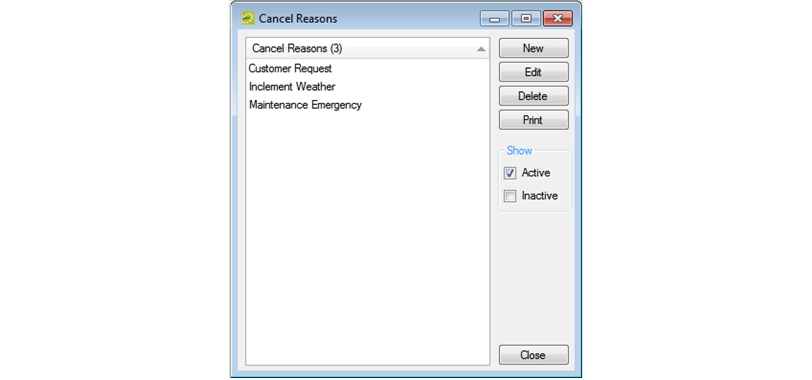 Cancel Reasons
Cancel Reasons (3)
Customer Request
Inclement Weather
Maintenance Emergency
New
Edit
Delete
Print
Show
Active
Inactive
Close